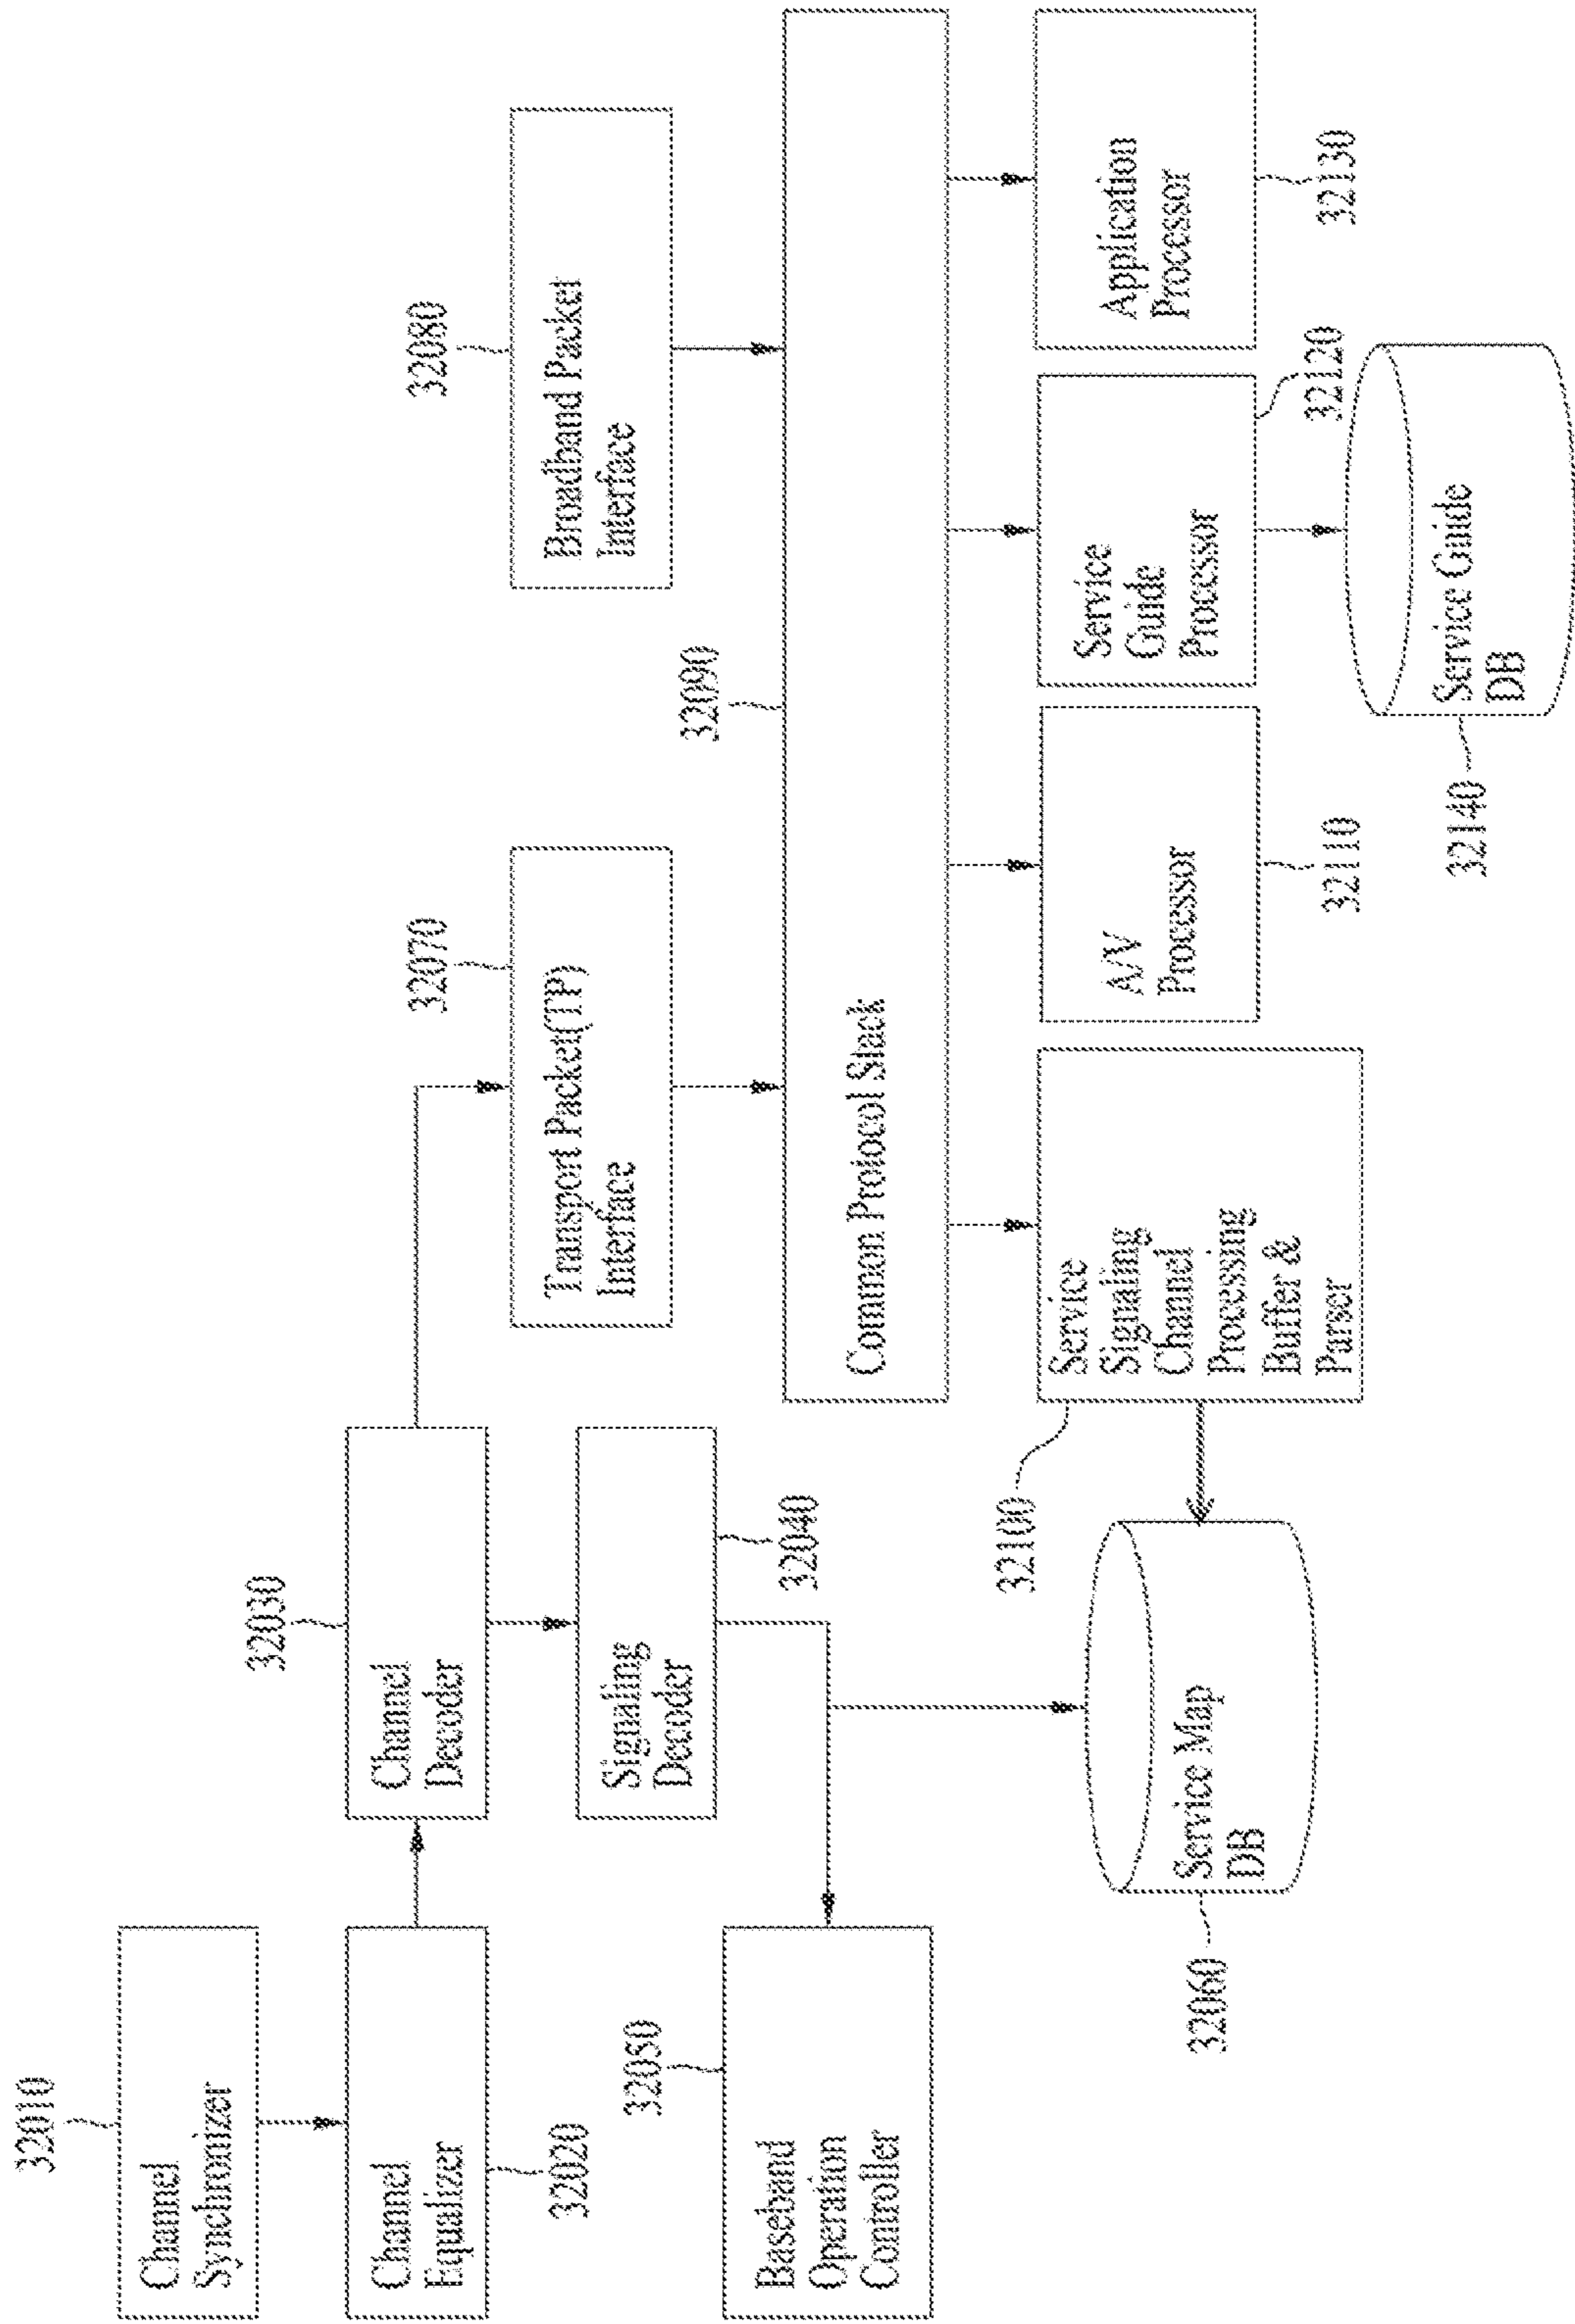 32010
Channel
Synchronizer
Channel
Equalizer
32020
32030
Channel
Decoder
Signaling
Decoder
32040
32050
Baseband
Operation
Controller
Service Map
DB
32060
32070
Transport Packet(TP)
Interface
32080
Broadband Packet
Interface
32090
Common Protocol Stack
32100
Service
Signaling
Channel
Processing
Buffer &
Parser
A/V
Processor
32110
Service
Guide
Processor
32120
Application
Processor
32130
Service Guide
DB
32140